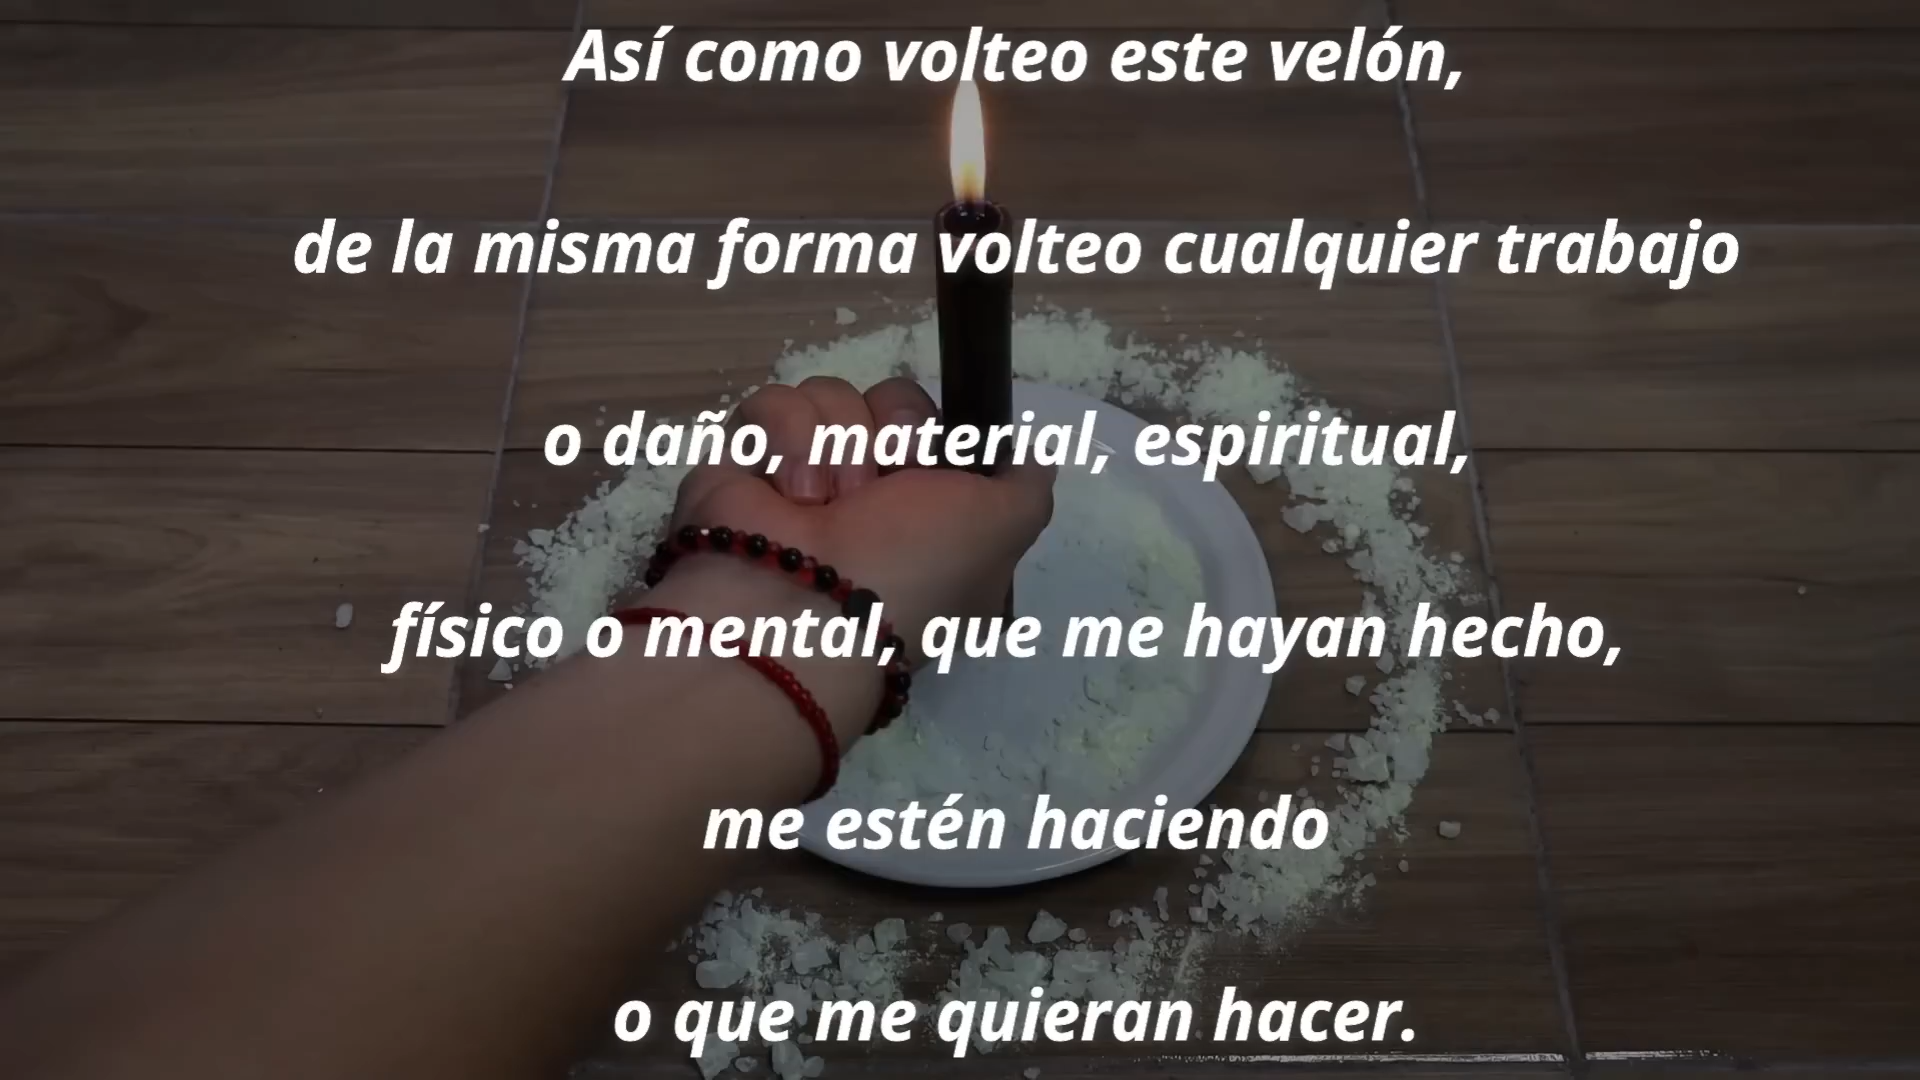 Así como volteo este velón,
de la misma forma volteo cualquier trabajo
o daño, material, espiritual,
físico o mental, que me hayan hecho,
me estén haciendo
o que me quieran hacer.